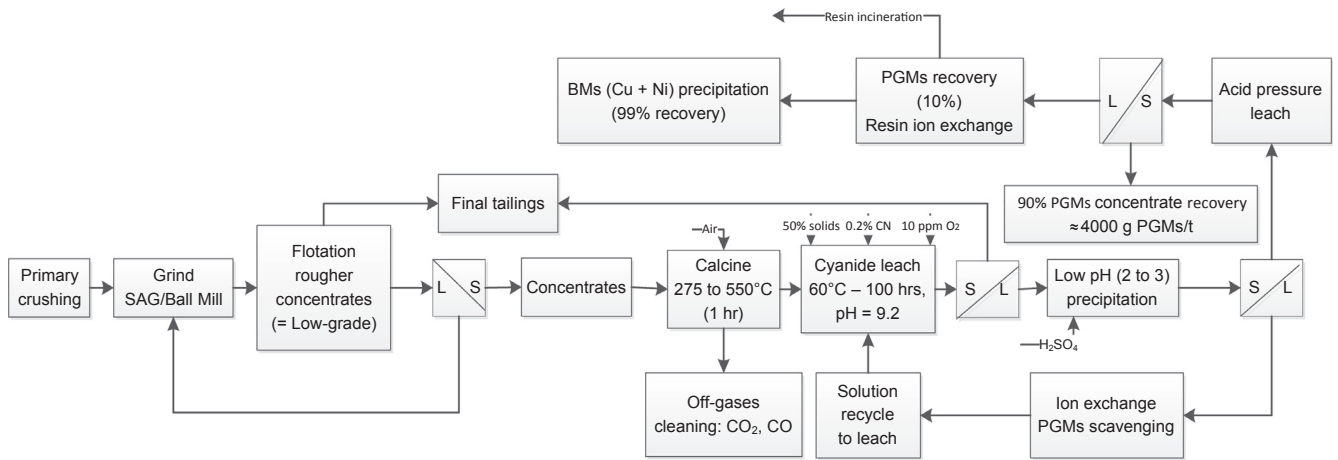 Resin incineration
BMs (Cu + Ni) precipitation
(99% recovery)
PGMs recovery
(10%)
Resin ion exchange
L
S
Acid pressure
leach
90% PGMs concentrate recovery
≈4000 g PGMs/t
Final tailings
Primary
crushing
Grind
SAG/Ball Mill
Flotation
rougher
concentrates
(= Low-grade)
L
S
Concentrates
Air
Calcine
275 to 550°C
(1 hr)
50% solids
0.2% CN
10 ppm O₂
Cyanide leach
60°C – 100 hrs,
pH = 9.2
S
L
Low pH (2 to 3)
precipitation
H₂SO₄
S
L
Off-gases
cleaning: CO₂, CO
Solution
recycle
to leach
Ion exchange
PGMs scavenging